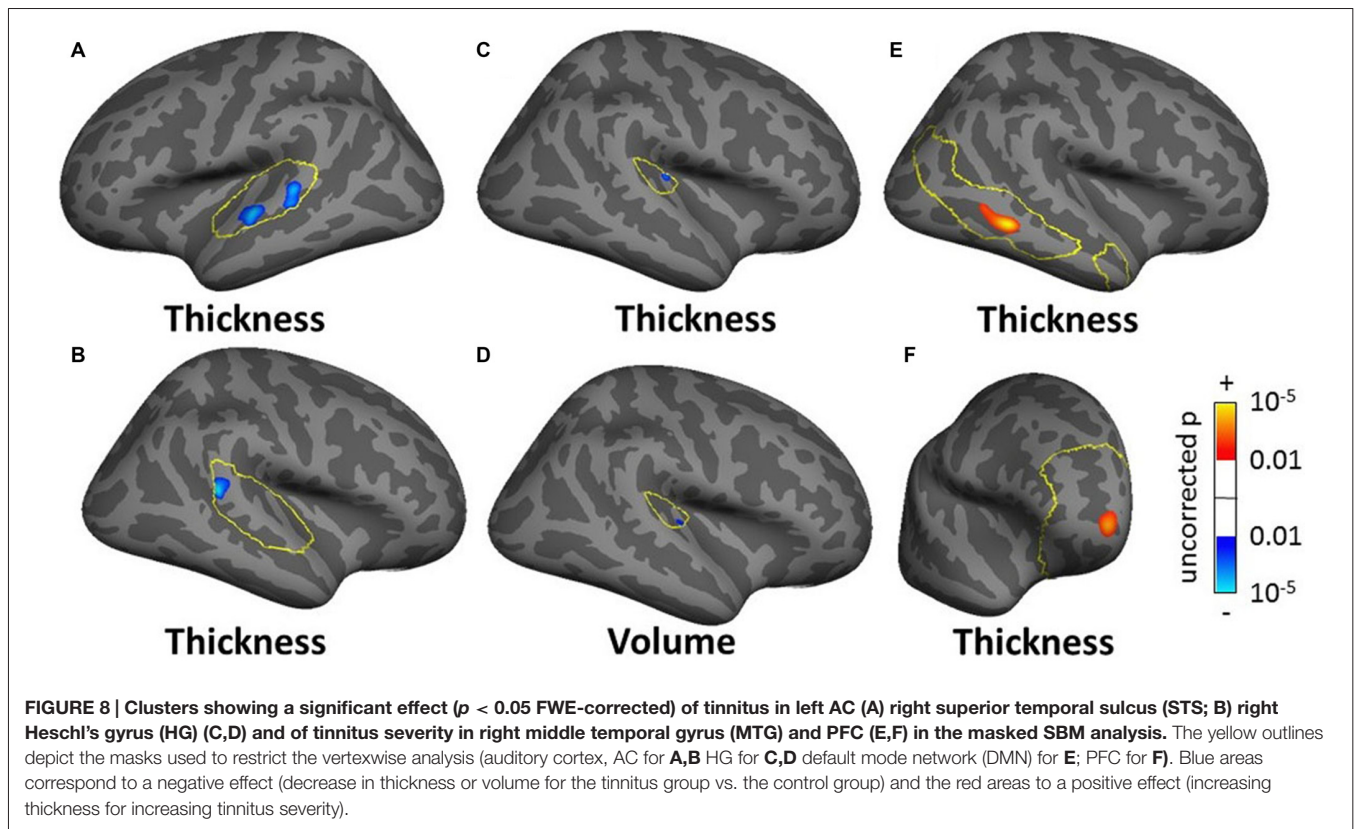 A
C
E
Thickness
Thickness
Thickness
B
D
F
Thickness
Volume
Thickness
uncorrected p
+
10-5
0.01
0.01
10-5
-
FIGURE 8 | Clusters showing a significant effect (p < 0.05 FWE-corrected) of tinnitus in left AC (A) right superior temporal sulcus (STS; B) right
Heschl's gyrus (HG) (C,D) and of tinnitus severity in right middle temporal gyrus (MTG) and PFC (E,F) in the masked SBM analysis. The yellow outlines
depict the masks used to restrict the vertexwise analysis (auditory cortex, AC for A,B HG for C,D default mode network (DMN) for E; PFC for F). Blue areas
correspond to a negative effect (decrease in thickness or volume for the tinnitus group vs. the control group) and the red areas to a positive effect (increasing
thickness for increasing tinnitus severity).